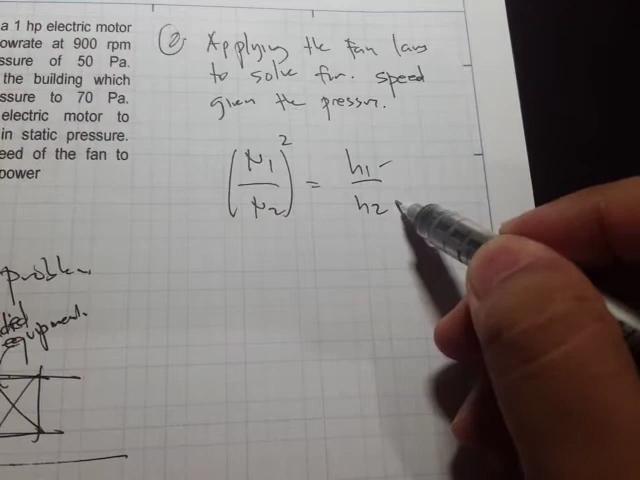 a 1 hp electric motor
owrate at 900 rpm
ssure of 50 Pa.
the building which
ssure to 70 Pa.
electric motor to
in static pressure.
eed of the fan to
power
② Applying the Fan laws
to solve for speed
given the pressure.
(N1/N2)² = h1/h2
problem
equipment.